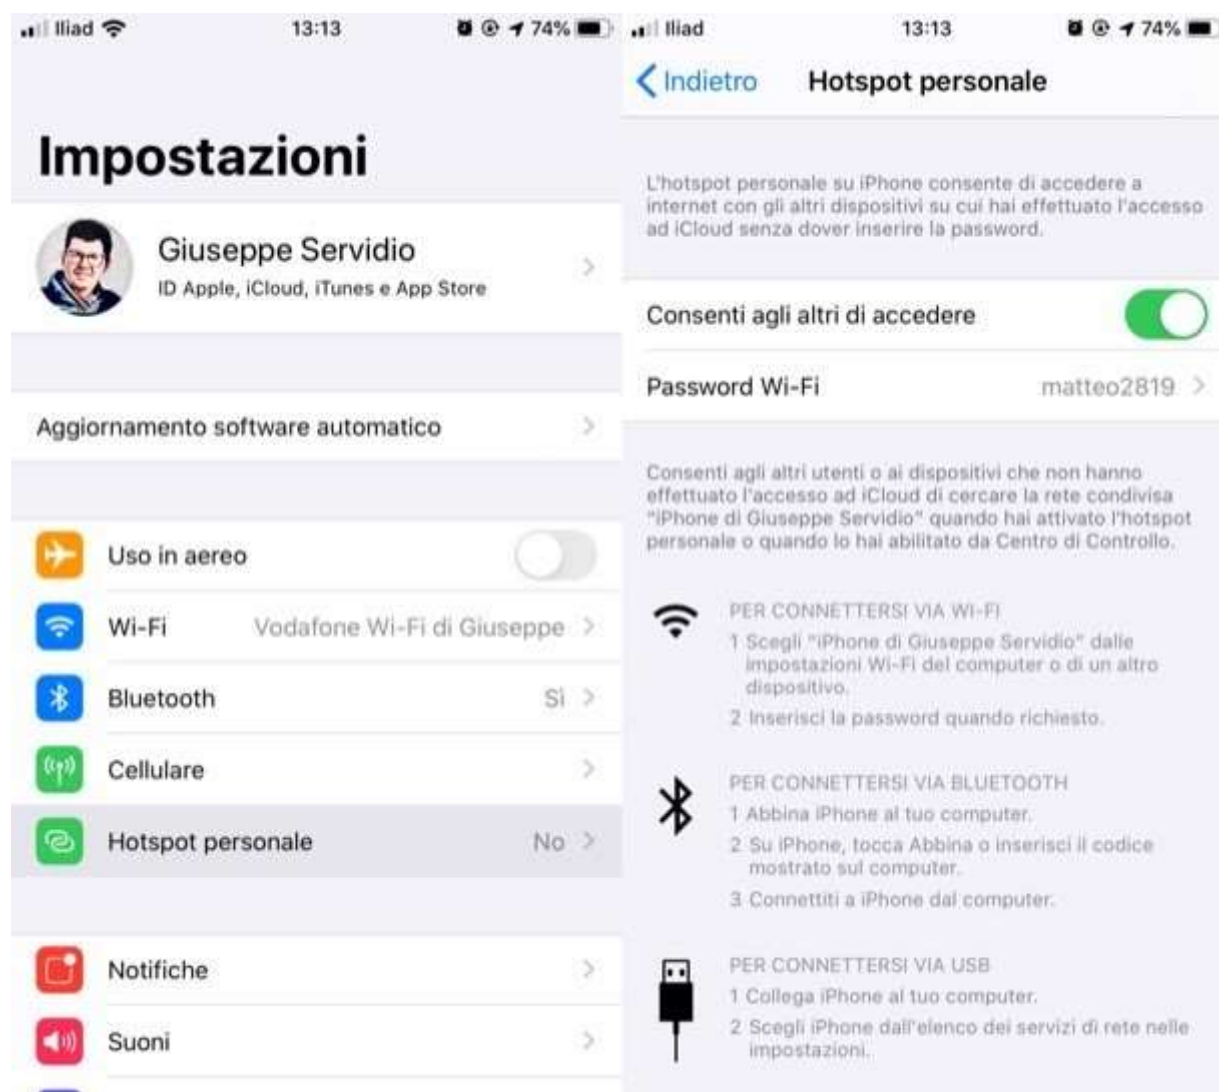 Iliad 13:13 74%
Impostazioni
Giuseppe Servidio
ID Apple, iCloud, iTunes e App Store
Aggiornamento software automatico
Uso in aereo
Wi-Fi Vodafone Wi-Fi di Giuseppe
Bluetooth Sì
Cellulare
Hotspot personale No
Notifiche
Suoni
Iliad 13:13 74%
Indietro Hotspot personale
L'hotspot personale su iPhone consente di accedere a
internet con gli altri dispositivi su cui hai effettuato l'accesso
ad iCloud senza dover inserire la password.
Consenti agli altri di accedere
Password Wi-Fi matteo2819
Consenti agli altri utenti o ai dispositivi che non hanno
effettuato l'accesso ad iCloud di cercare la rete condivisa
"iPhone di Giuseppe Servidio" quando hai attivato l'hotspot
personale o quando lo hai abilitato da Centro di Controllo.
PER CONNETTERSI VIA WI-FI
1 Scegli "iPhone di Giuseppe Servidio" dalle
impostazioni Wi-Fi del computer o di un altro
dispositivo.
2 Inserisci la password quando richiesto.
PER CONNETTERSI VIA BLUETOOTH
1 Abbina iPhone al tuo computer.
2 Su iPhone, tocca Abbina o inserisci il codice
mostrato sul computer.
3 Connettiti a iPhone dal computer.
PER CONNETTERSI VIA USB
1 Collega iPhone al tuo computer.
2 Scegli iPhone dall'elenco dei servizi di rete nelle
impostazioni.